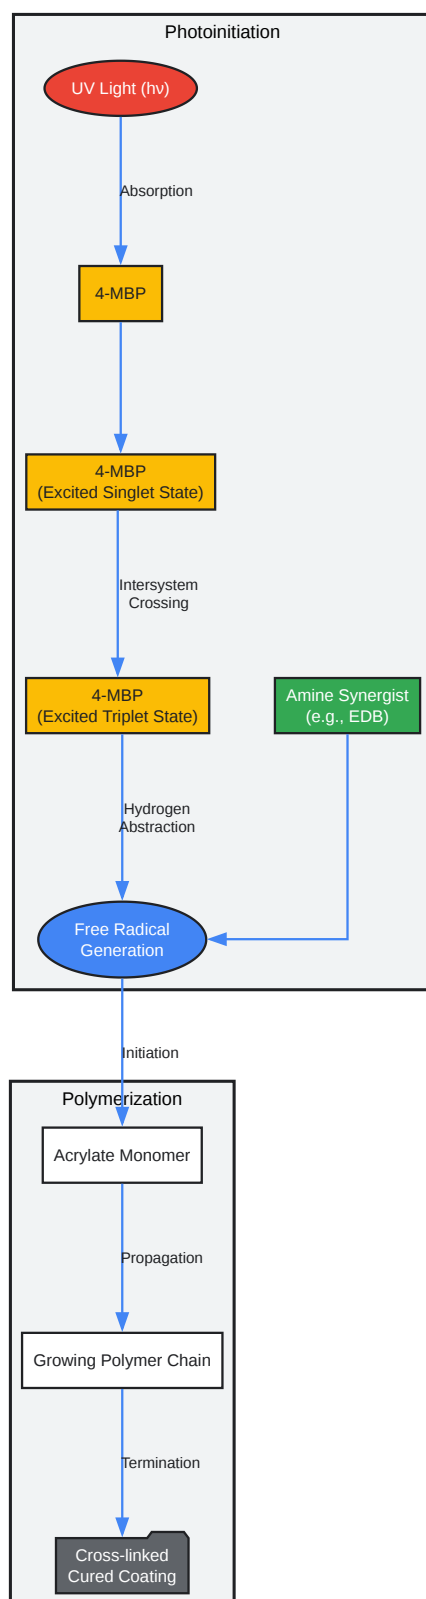 Photoinitiation
UV Light (hν)
Absorption
4-MBP
4-MBP
(Excited Singlet State)
Intersystem
Crossing
4-MBP
(Excited Triplet State)
Amine Synergist
(e.g., EDB)
Hydrogen
Abstraction
Free Radical
Generation
Initiation
Polymerization
Acrylate Monomer
Propagation
Growing Polymer Chain
Termination
Cross-linked
Cured Coating